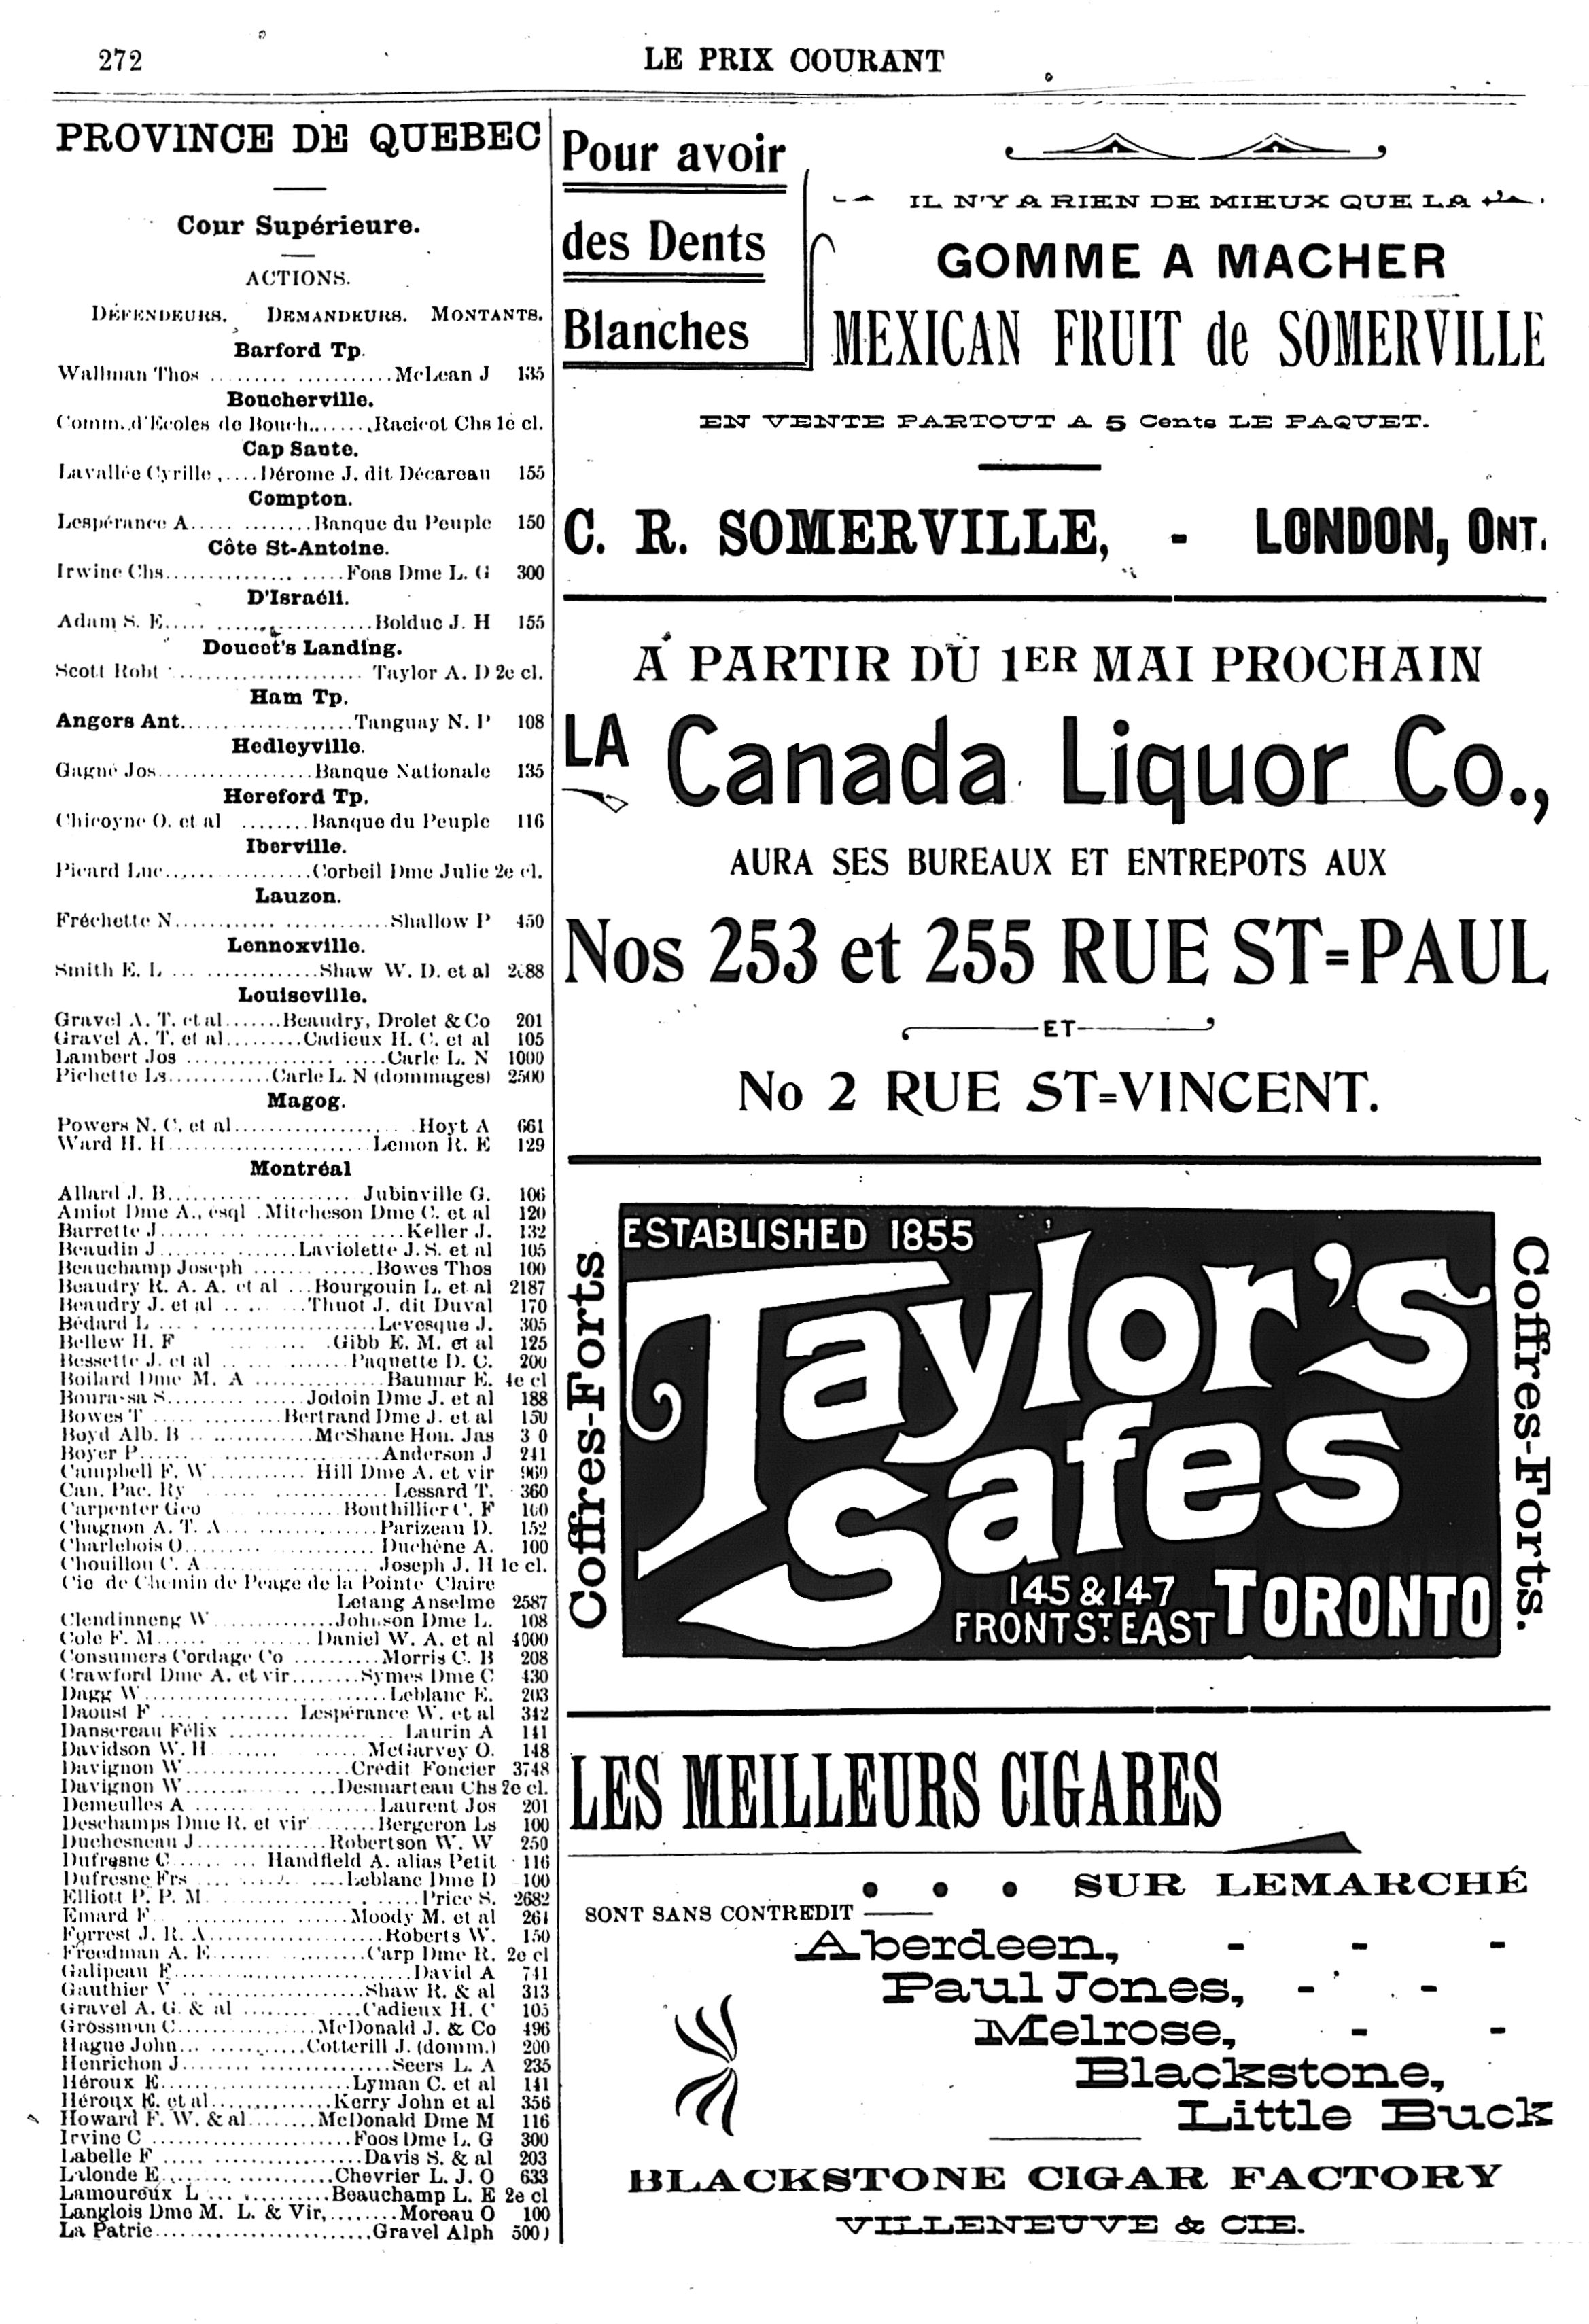 272
LE PRIX COURANT
PROVINCE DE QUEBEC
Cour Supérieure.
ACTIONS.
DÉFENDEURS. DEMANDEURS. MONTANTS.
Barford Tp.
Wallman Thos ...................McLean J 135
Boucherville.
Comm. d'Ecoles de Bouch.......Racicot Chs 1e cl.
Cap Sante.
Lavallée Cyrille ,....Dérome J. dit Décareau 155
Compton.
Lespérance A.............Banque du Peuple 150
Côte St-Antoine.
Irwine Chs....................Foas Dme L. G 300
D'Israéli.
Adam S. E......................Bolduc J. H 155
Doucet's Landing.
Scott Robt ...................... Taylor A. D 2e cl.
Ham Tp.
Angers Ant....................Tanguay N. P 108
Hedleyville.
Gagné Jos..................Banque Nationale 135
Hereford Tp.
Chicoyne O. et al ........Banque du Peuple 116
Iberville.
Picard Luc.................Corbeil Dme Julie 2e cl.
Lauzon.
Fréchette N.........................Shallow P 450
Lennoxville.
Smith E. L ................Shaw W. D. et al 2688
Louiseville.
Gravel A. T. et al.......Beaudry, Drolet & Co 201
Gravel A. T. et al.........Cadieux H. C. et al 105
Lambert Jos ......................Carle L. N 1000
Pichette Ls............Carle L. N (dommages) 2500
Magog.
Powers N. C. et al......................Hoyt A 661
Ward H. H........................Lemon R. E 129
Montréal
Allard J. B.................... Jubinville G. 106
Amiot Dme A., esql .Mitcheson Dme C. et al 120
Barrette J............................Keller J. 132
Beaudin J ...............Laviolette J. S. et al 105
Beauchamp Joseph .............Bowes Thos 100
Beaudry R. A. A. et al ...Bourgouin L. et al 2187
Beaudry J. et al ........Thuot J. dit Duval 170
Bédard L ........................Levesque J. 305
Bellew H. F ..........Gibb E. M. et al 125
Bessette J. et al ............Paquette D. C. 200
Boilard Dme M. A ..............Baumar E. 4e cl
Bourassa S................Jodoin Dme J. et al 188
Bowes T ..............Bertrand Dme J. et al 150
Boyd Alb. B ...............McShane Hon. Jas 3 0
Boyer P..........................Anderson J 241
Campbell F. W........... Hill Dme A. et vir 960
Can. Pac. Ry ...................Lessard T. 360
Carpenter Geo ..........Bouthillier C. F 100
Chagnon A. T. A .................Parizeau D. 152
Charlebois O.................... Duchène A. 100
Chouillon C. A....................Joseph J. H 1e cl.
Cie de Chemin de Peage de la Pointe Claire
Letang Anselme 2587
Clendinneng W ..............Johnson Dme L. 108
Cole F. M................Daniel W. A. et al 4000
Consumers Cordage Co ..........Morris C. B 208
Crawford Dme A. et vir........Symes Dme C 430
Dagg W............................Leblanc E. 203
Daoust F ............. Lespérance W. et al 342
Dansereau Félix ................... Laurin A 141
Davidson W. H ..............McGarvey O. 148
Davignon W....................Crédit Foncier 3748
Davignon W.................Desmarteau Chs 2e cl.
Demeulles A ......................Laurent Jos 201
Deschamps Dme R. et vir .......Bergeron Ls 100
Duchesneau J...............Robertson W. W 250
Dufresne C......... Handfield A. alias Petit 116
Dufresne Frs ................Leblanc Dme D 100
Elliott P. P. M.......................Price S. 2682
Emard F ..................Moody M. et al 261
Forrest J. R. A....................Roberts W. 150
Freedman A. E.................Carp Dme R. 2e cl
Galipeau E...........................David A 741
Gauthier V .......................Shaw R. & al 313
Gravel A. G. & al .............Cadieux H. C 105
Grossman C................McDonald J. & Co 496
Hague John.............Cotterill J. (domm.) 200
Henrichon J.......................Seers L. A 235
Héroux E......................Lyman C. et al 141
Héroux E. et al.............Kerry John et al 356
Howard F. W. & al........McDonald Dme M 116
Irvine C .......................Foos Dme L. G 300
Labelle F .......................Davis S. & al 203
Lalonde E....................Chevrier L. J. O 633
Lamoureux L ..............Beauchamp L. E 2e cl
Langlois Dme M. L. & Vir,........Moreau O 100
La Patrie.........................Gravel Alph
Pour avoir
des Dents
Blanches
IL N'Y A RIEN DE MIEUX QUE LA
GOMME A MACHER
MEXICAN FRUIT de SOMERVILLE
EN VENTE PARTOUT A 5 Cents LE PAQUET.
C. R. SOMERVILLE, - LONDON, ONT.
A PARTIR DU 1ER MAI PROCHAIN
LA Canada Liquor Co.,
AURA SES BUREAUX ET ENTREPOTS AUX
Nos 253 et 255 RUE ST=PAUL
ET
No 2 RUE ST=VINCENT.
Coffres-Forts
ESTABLISHED 1855
Taylor's
Safes
145 & 147
FRONT ST. EAST TORONTO
Coffres-Forts.
LES MEILLEURS CIGARES
• • • SUR LE MARCHÉ
SONT SANS CONTREDIT
Aberdeen, - - -
Paul Jones, - -
Melrose, - -
Blackstone,
Little Buck
BLACKSTONE CIGAR FACTORY
VILLENEUVE & CIE.